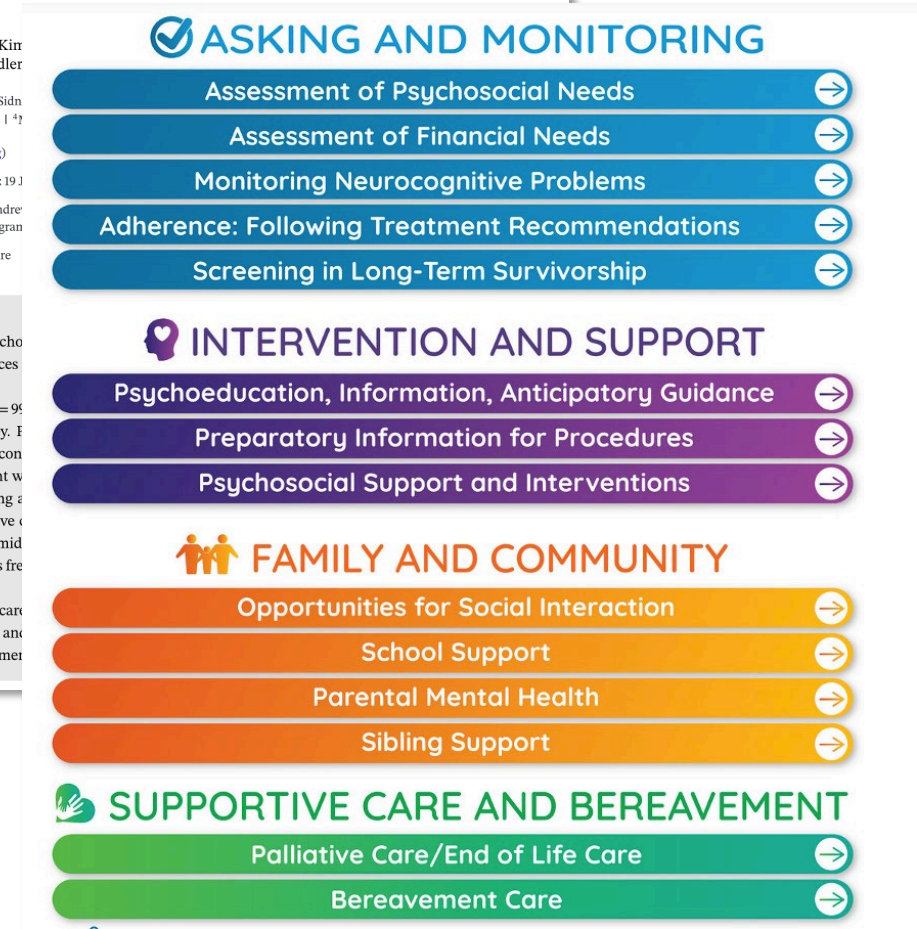 ASKING AND MONITORING
Assessment of Psychosocial Needs
Assessment of Financial Needs
Monitoring Neurocognitive Problems
Adherence: Following Treatment Recommendations
Screening in Long-Term Survivorship
INTERVENTION AND SUPPORT
Psychoeducation, Information, Anticipatory Guidance
Preparatory Information for Procedures
Psychosocial Support and Interventions
FAMILY AND COMMUNITY
Opportunities for Social Interaction
School Support
Parental Mental Health
Sibling Support
SUPPORTIVE CARE AND BEREAVEMENT
Palliative Care/End of Life Care
Bereavement Care